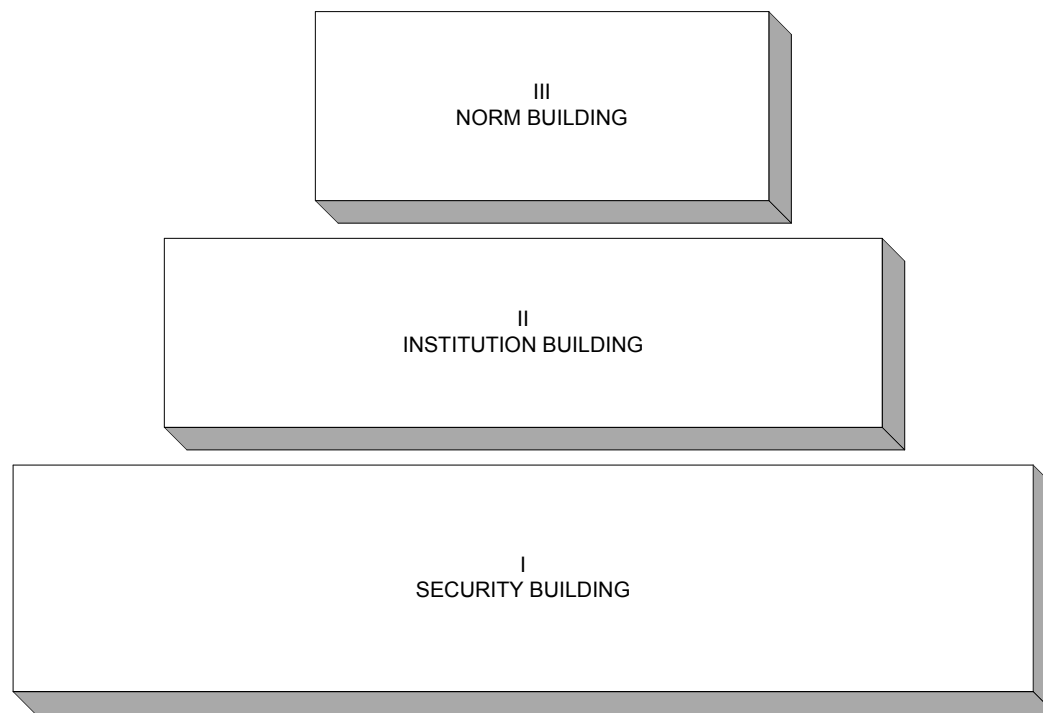 III
NORM BUILDING
II
INSTITUTION BUILDING
I
SECURITY BUILDING